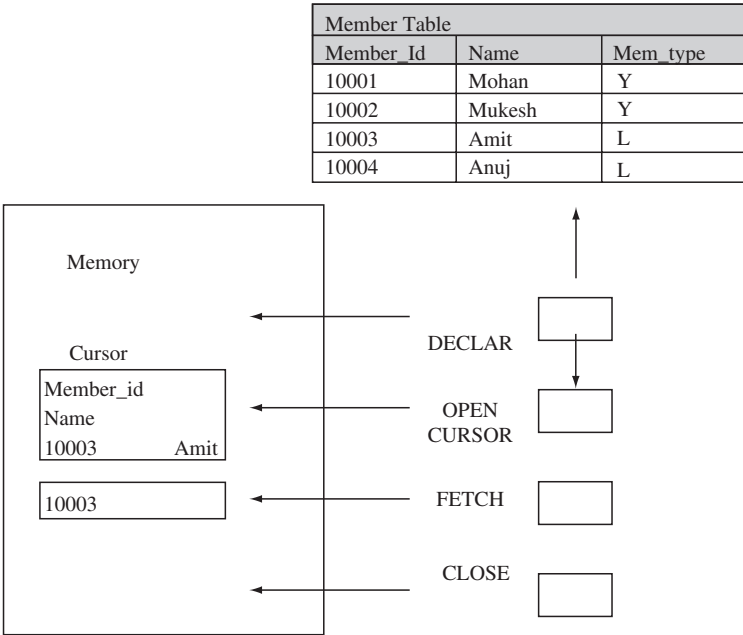 Member Table
Member_Id Name Mem_type
10001 Mohan Y
10002 Mukesh Y
10003 Amit L
10004 Anuj L
Memory
DECLAR
Cursor
Member_id
Name
10003 Amit
OPEN
CURSOR
10003
FETCH
CLOSE